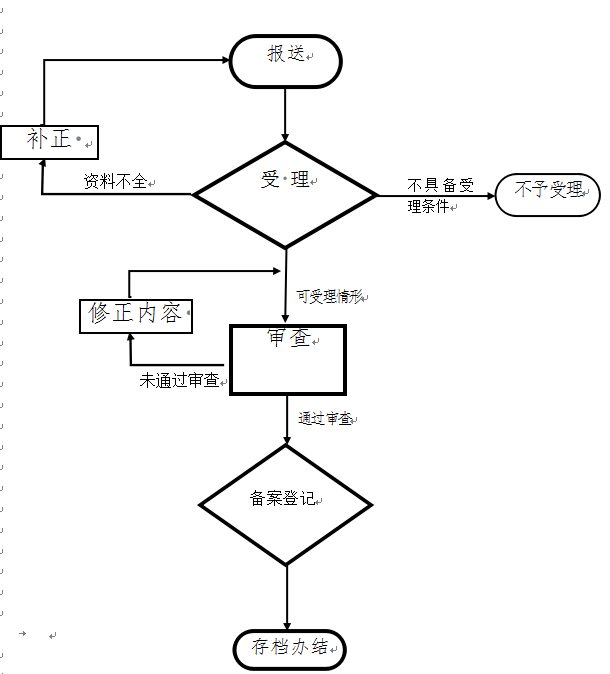 报送
补正
资料不全
受 理
不具备受
理条件
不予受理
可受理情形
修正内容
审查
未通过审查
通过审查
备案登记
存档办结